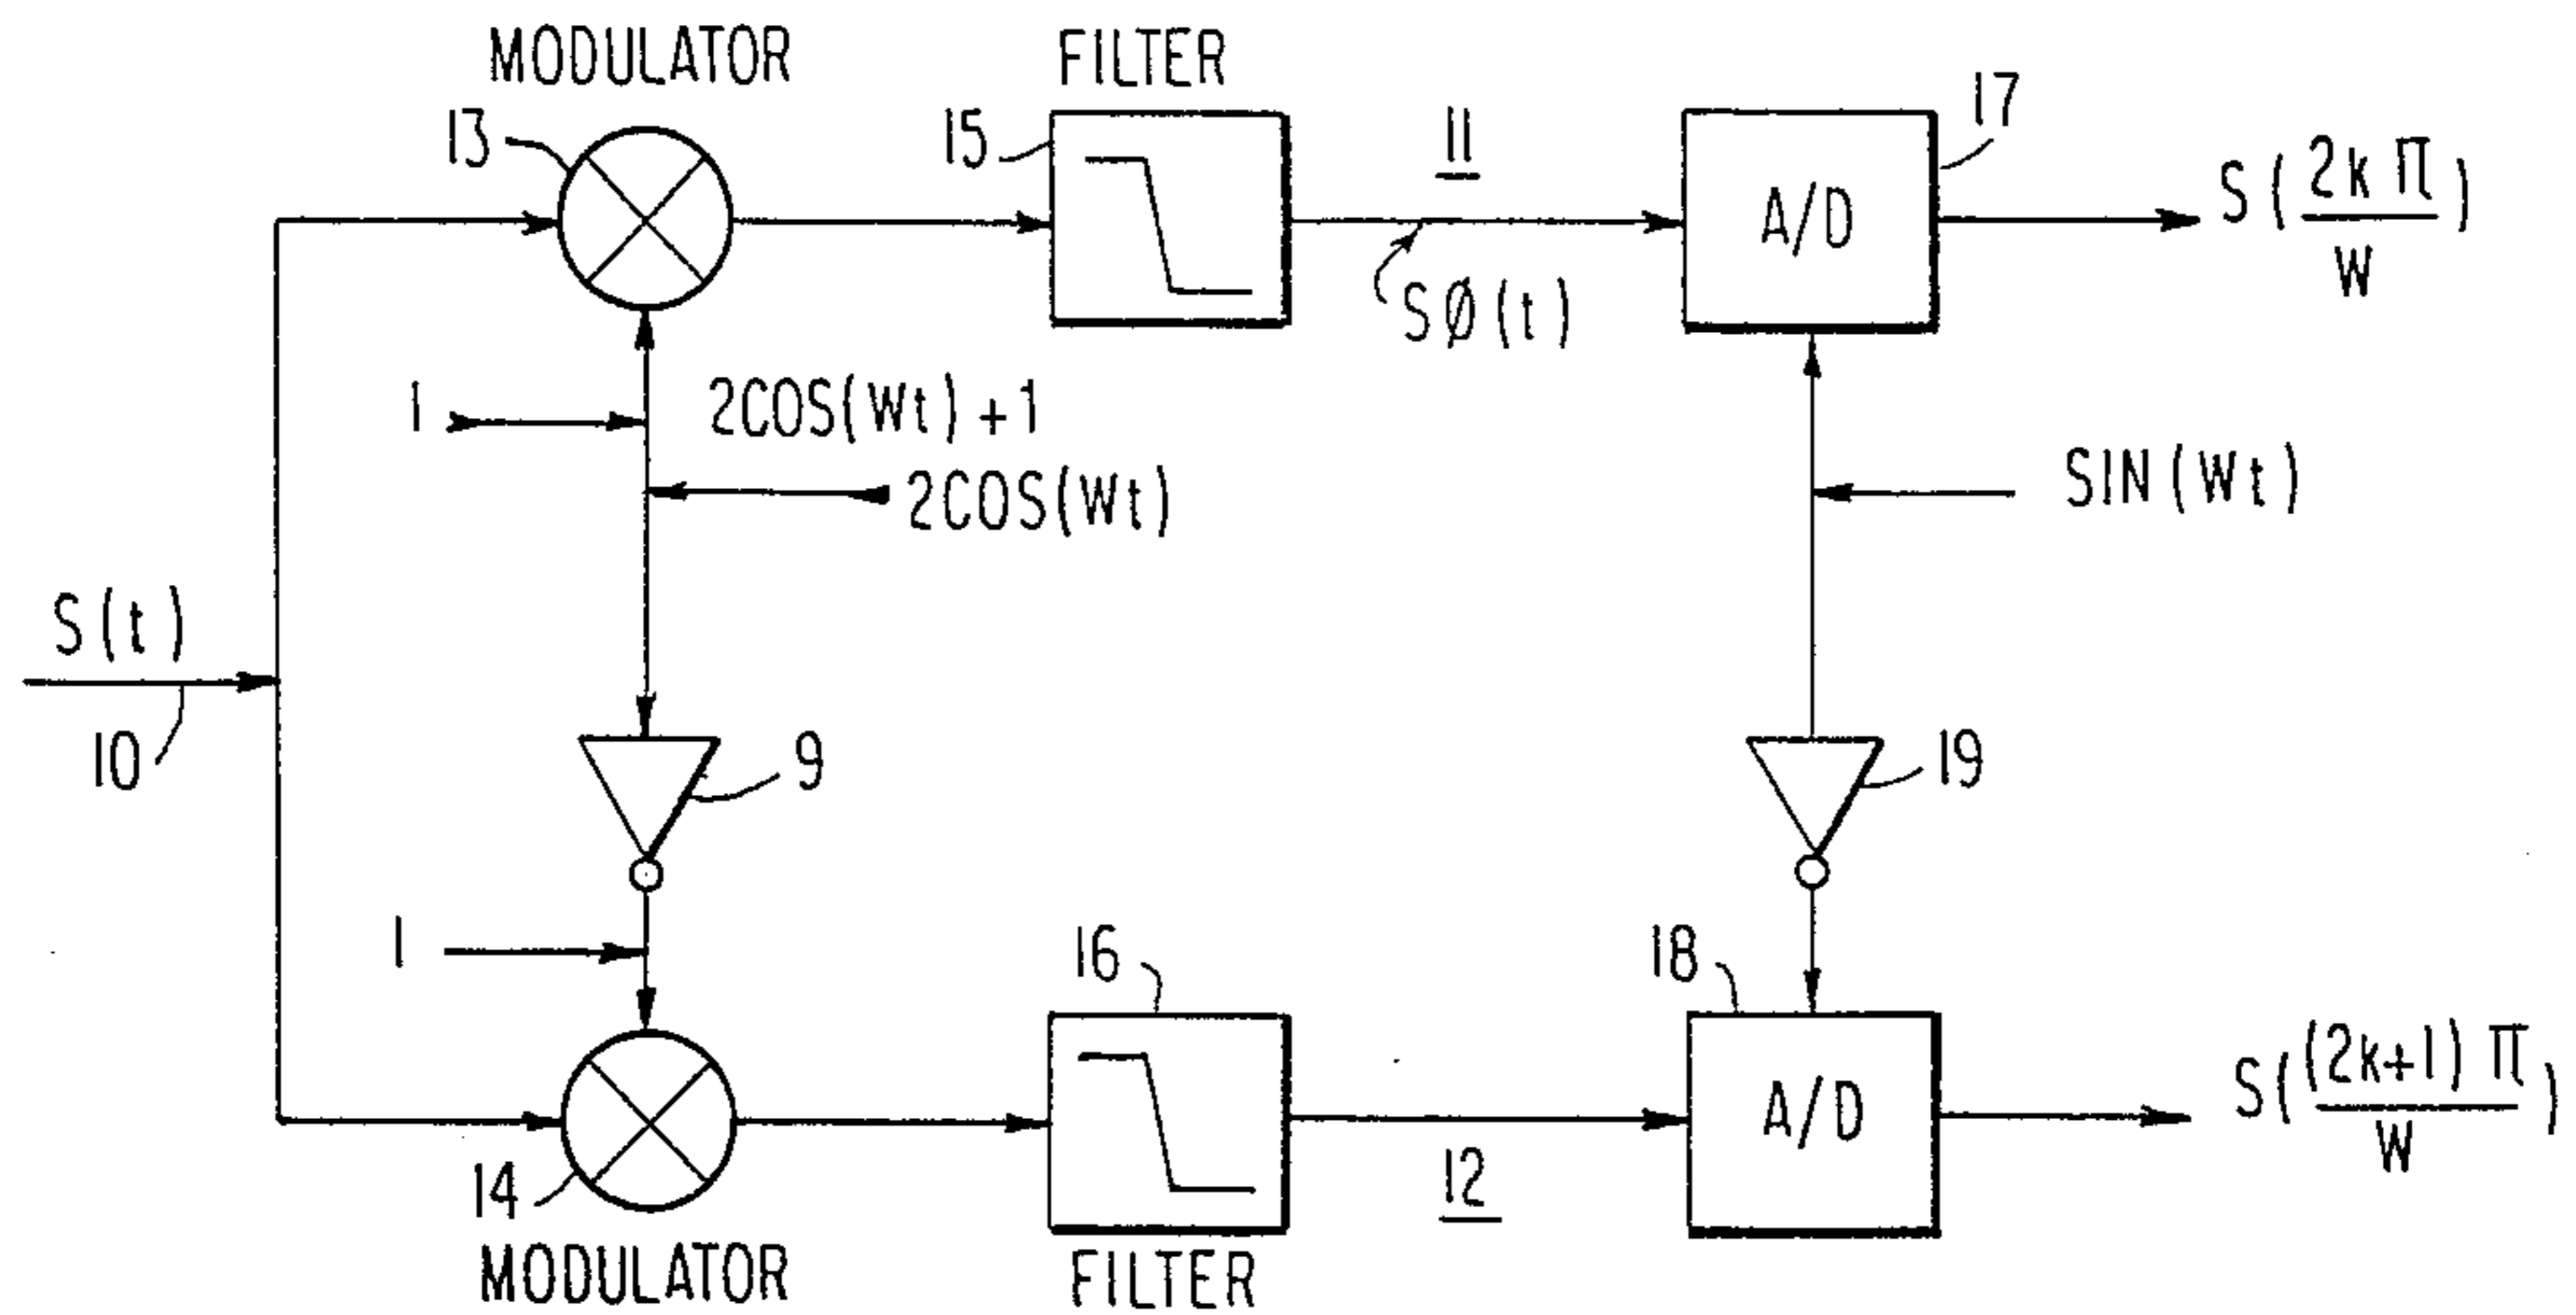 MODULATOR
FILTER
13
15
11
17
A/D
S(2kπ/W)
SØ(t)
1
2COS(Wt)+1
2COS(Wt)
SIN(Wt)
S(t)
10
9
19
1
16
18
14
12
A/D
S((2k+1)π/W)
MODULATOR
FILTER